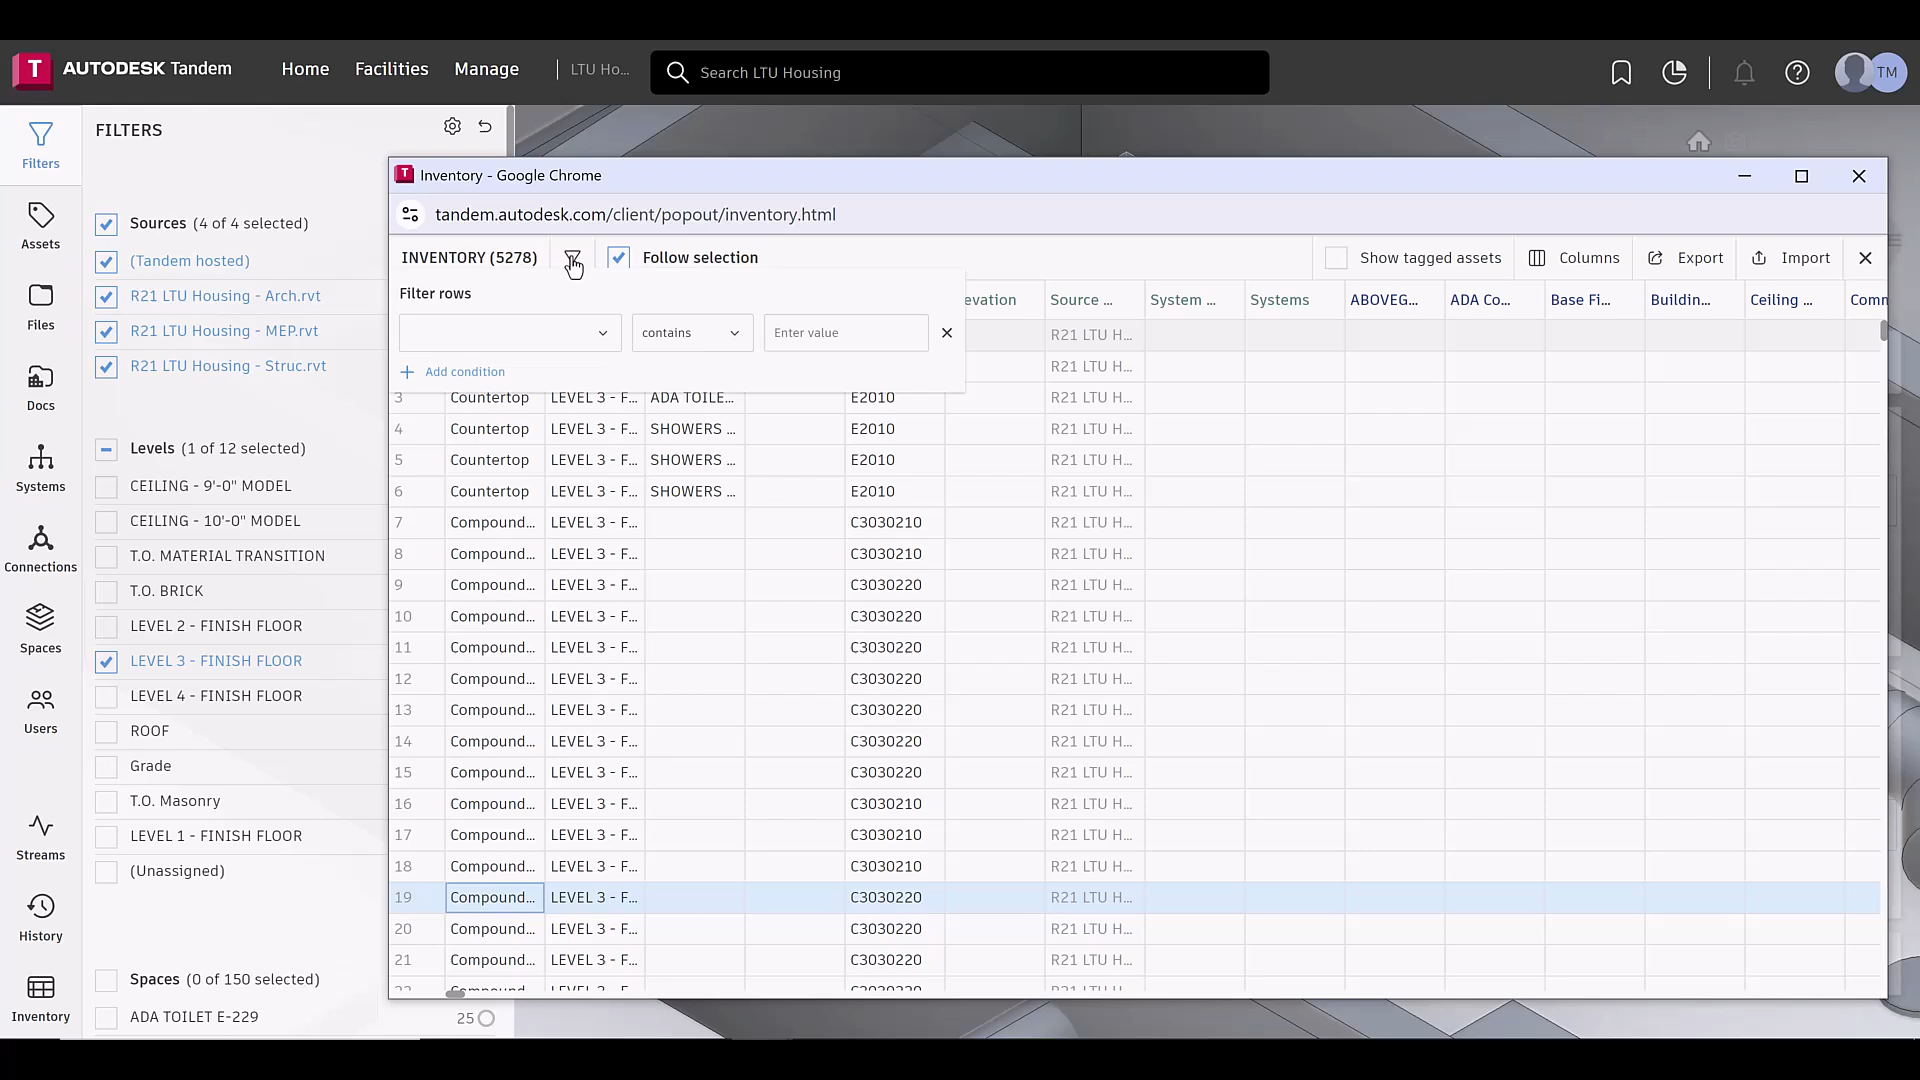 T AUTODESK Tandem
Home Facilities Manage
LTU Ho...
Search LTU Housing
TM
Filters
Assets
Files
Docs
Systems
Connections
Spaces
Users
Streams
History
Inventory
FILTERS
Sources (4 of 4 selected)
(Tandem hosted)
R21 LTU Housing - Arch.rvt
R21 LTU Housing - MEP.rvt
R21 LTU Housing - Struc.rvt
Levels (1 of 12 selected)
CEILING - 9'-0" MODEL
CEILING - 10'-0" MODEL
T.O. MATERIAL TRANSITION
T.O. BRICK
LEVEL 2 - FINISH FLOOR
LEVEL 3 - FINISH FLOOR
LEVEL 4 - FINISH FLOOR
ROOF
Grade
T.O. Masonry
LEVEL 1 - FINISH FLOOR
(Unassigned)
Spaces (0 of 150 selected)
ADA TOILET E-229 25
T Inventory - Google Chrome
tandem.autodesk.com/client/popout/inventory.html
INVENTORY (5278) Follow selection Show tagged assets Columns Export Import
Filter rows
contains Enter value
Add condition
evation Source ... System ... Systems ABOVEG... ADA Co... Base Fi... Buildin... Ceiling ... Comn
R21 LTU H...
R21 LTU H...
3 Countertop LEVEL 3 - F... ADA TOILE... E2010 R21 LTU H...
4 Countertop LEVEL 3 - F... SHOWERS ... E2010 R21 LTU H...
5 Countertop LEVEL 3 - F... SHOWERS ... E2010 R21 LTU H...
6 Countertop LEVEL 3 - F... SHOWERS ... E2010 R21 LTU H...
7 Compound... LEVEL 3 - F... C3030210 R21 LTU H...
8 Compound... LEVEL 3 - F... C3030210 R21 LTU H...
9 Compound... LEVEL 3 - F... C3030220 R21 LTU H...
10 Compound... LEVEL 3 - F... C3030220 R21 LTU H...
11 Compound... LEVEL 3 - F... C3030220 R21 LTU H...
12 Compound... LEVEL 3 - F... C3030220 R21 LTU H...
13 Compound... LEVEL 3 - F... C3030220 R21 LTU H...
14 Compound... LEVEL 3 - F... C3030220 R21 LTU H...
15 Compound... LEVEL 3 - F... C3030220 R21 LTU H...
16 Compound... LEVEL 3 - F... C3030210 R21 LTU H...
17 Compound... LEVEL 3 - F... C3030210 R21 LTU H...
18 Compound... LEVEL 3 - F... C3030210 R21 LTU H...
19 Compound... LEVEL 3 - F... C3030220 R21 LTU H...
20 Compound... LEVEL 3 - F... C3030220 R21 LTU H...
21 Compound... LEVEL 3 - F... C3030220 R21 LTU H...